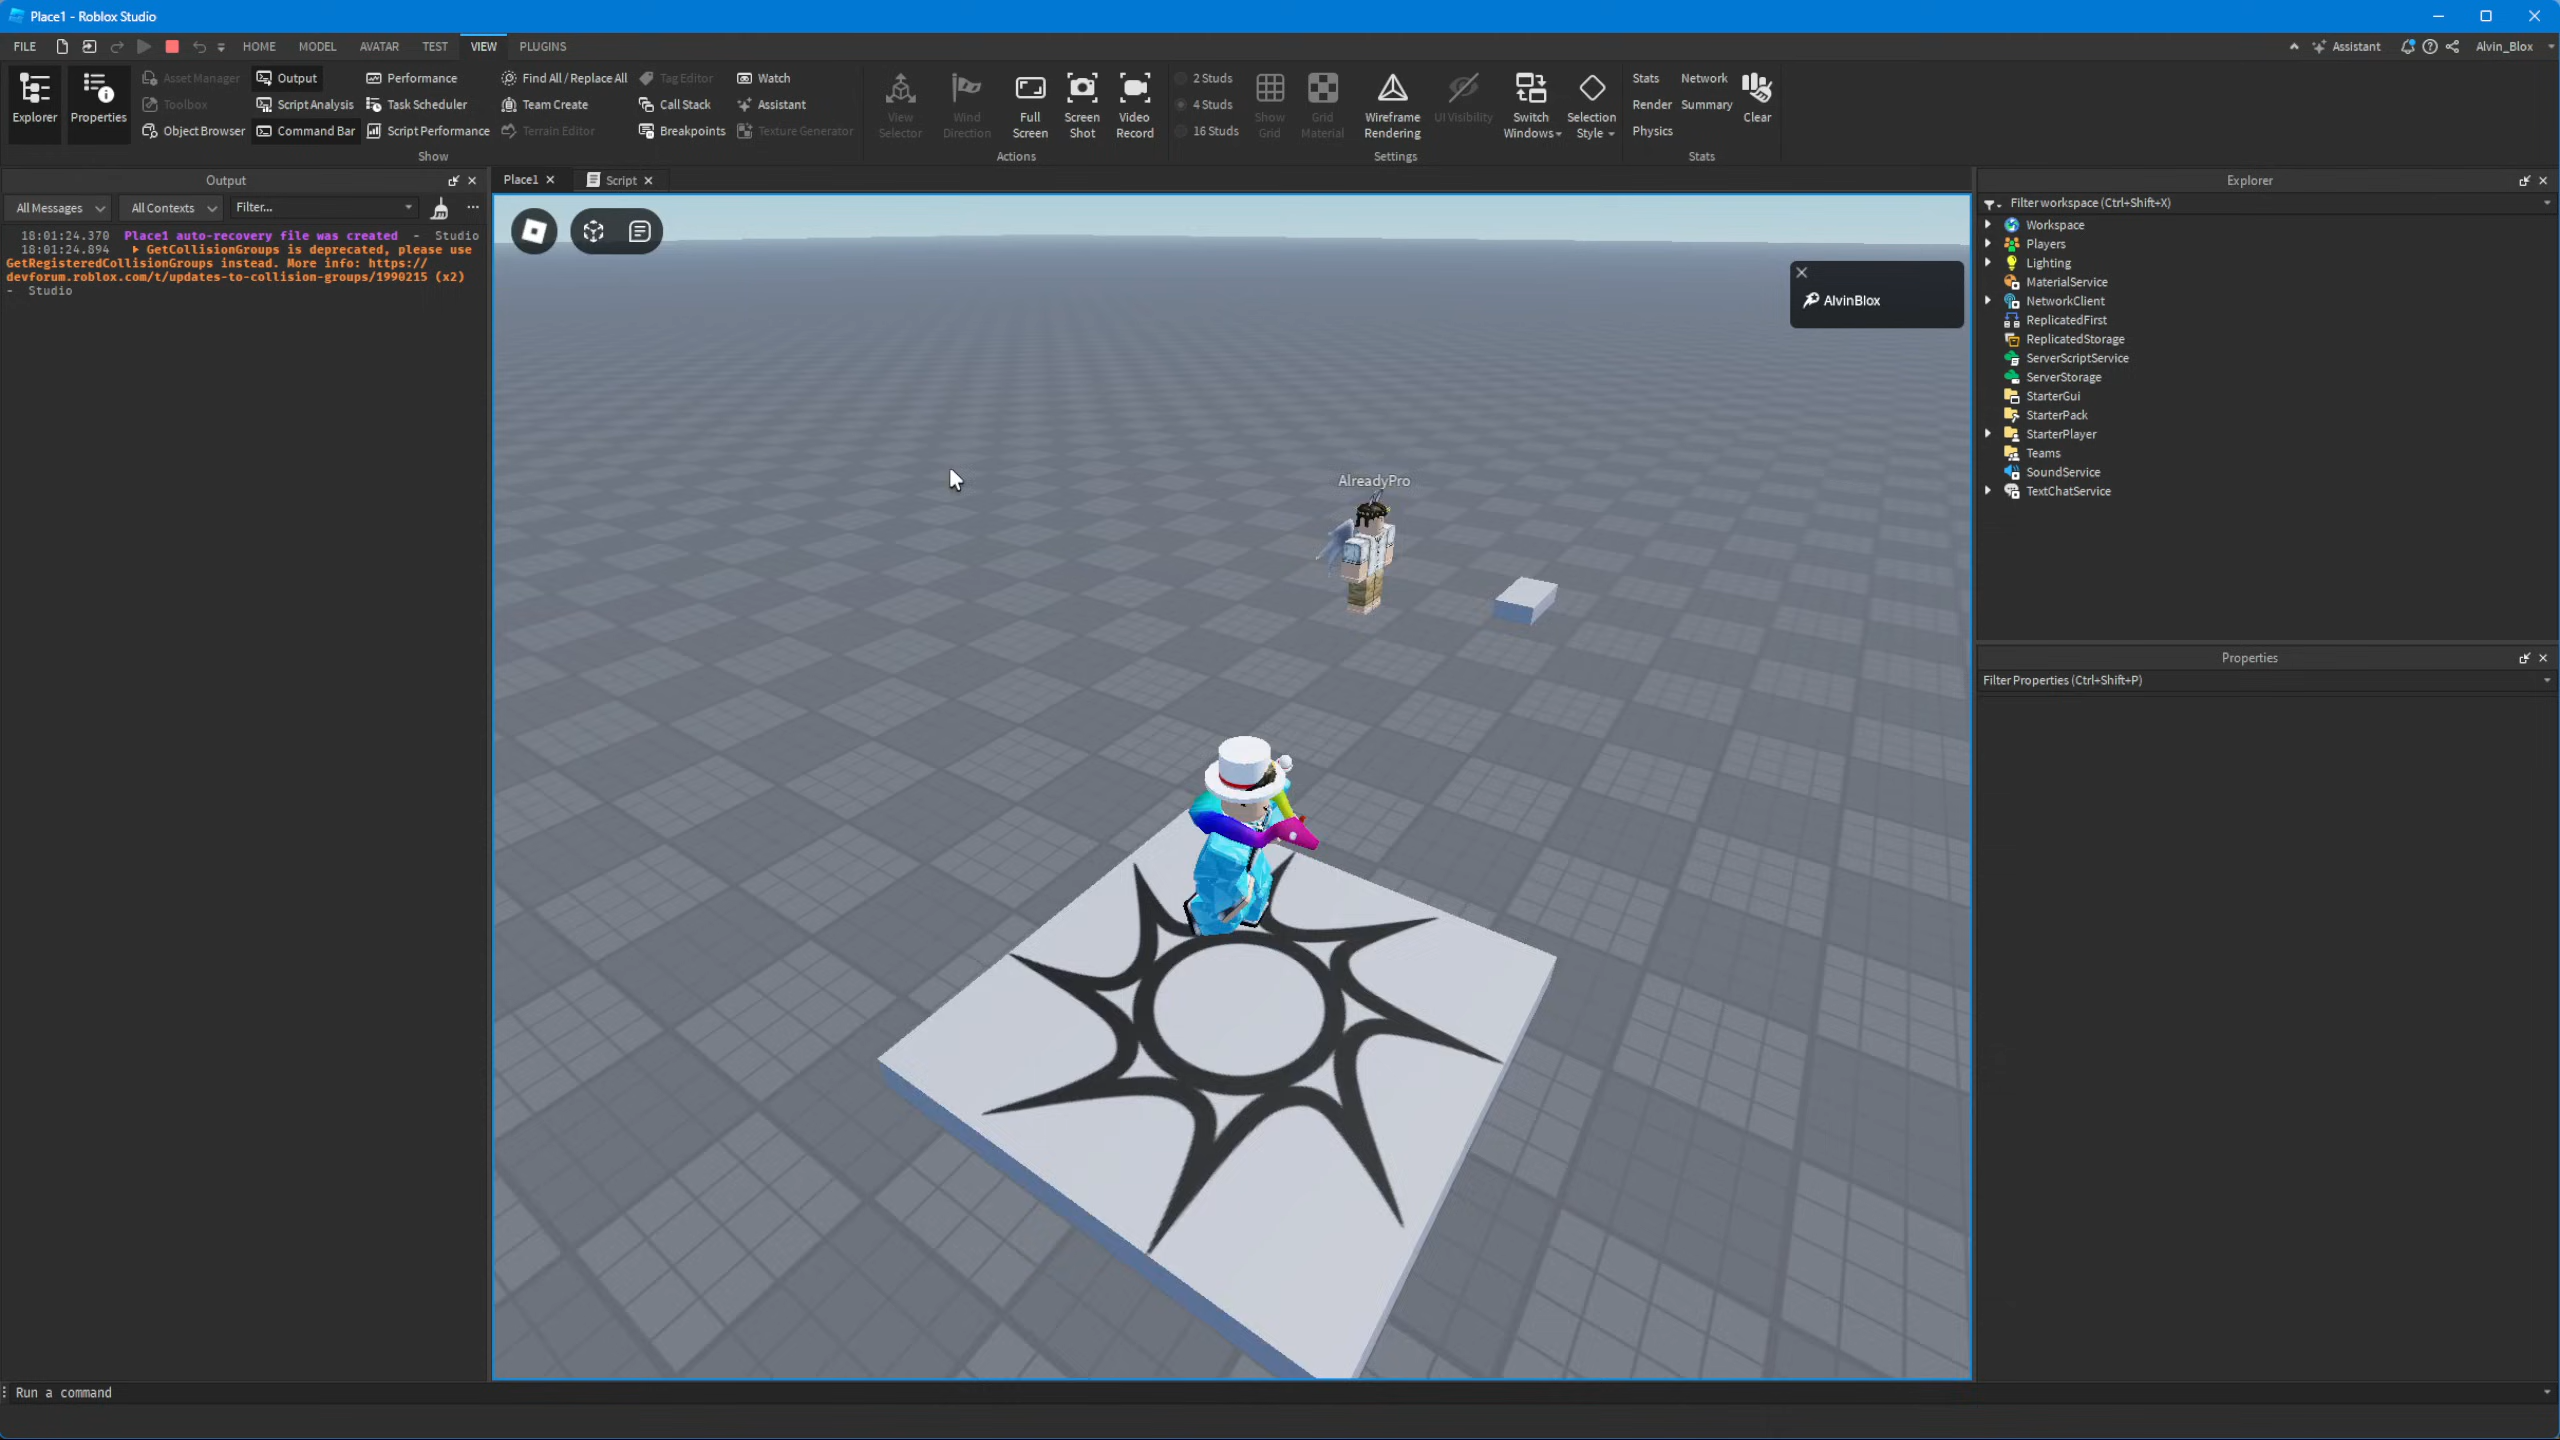 Place1 - Roblox Studio
FILE HOME MODEL AVATAR TEST VIEW PLUGINS Assistant Alvin_Blox
Explorer
Properties
Asset Manager
Toolbox
Object Browser
Output
Script Analysis
Command Bar
Performance
Task Scheduler
Script Performance
Find All / Replace All
Team Create
Terrain Editor
Tag Editor
Call Stack
Breakpoints
Watch
Assistant
Texture Generator
Show
View
Selector
Wind
Direction
Full
Screen
Screen
Shot
Video
Record
Actions
2 Studs
4 Studs
16 Studs
Show
Grid
Grid
Material
Wireframe
Rendering
UI Visibility
Switch
Windows
Selection
Style
Settings
Stats
Render
Physics
Network
Summary
Clear
Stats
Output
All Messages All Contexts Filter...
18:01:24.370 Place1 auto-recovery file was created - Studio
18:01:24.894 GetCollisionGroups is deprecated, please use
GetRegisteredCollisionGroups instead. More info: https://
devforum.roblox.com/t/updates-to-collision-groups/1990215 (x2)
- Studio
Place1
Script
AlvinBlox
AlreadyPro
Explorer
Filter workspace (Ctrl+Shift+X)
Workspace
Players
Lighting
MaterialService
NetworkClient
ReplicatedFirst
ReplicatedStorage
ServerScriptService
ServerStorage
StarterGui
StarterPack
StarterPlayer
Teams
SoundService
TextChatService
Properties
Filter Properties (Ctrl+Shift+P)
Run a command